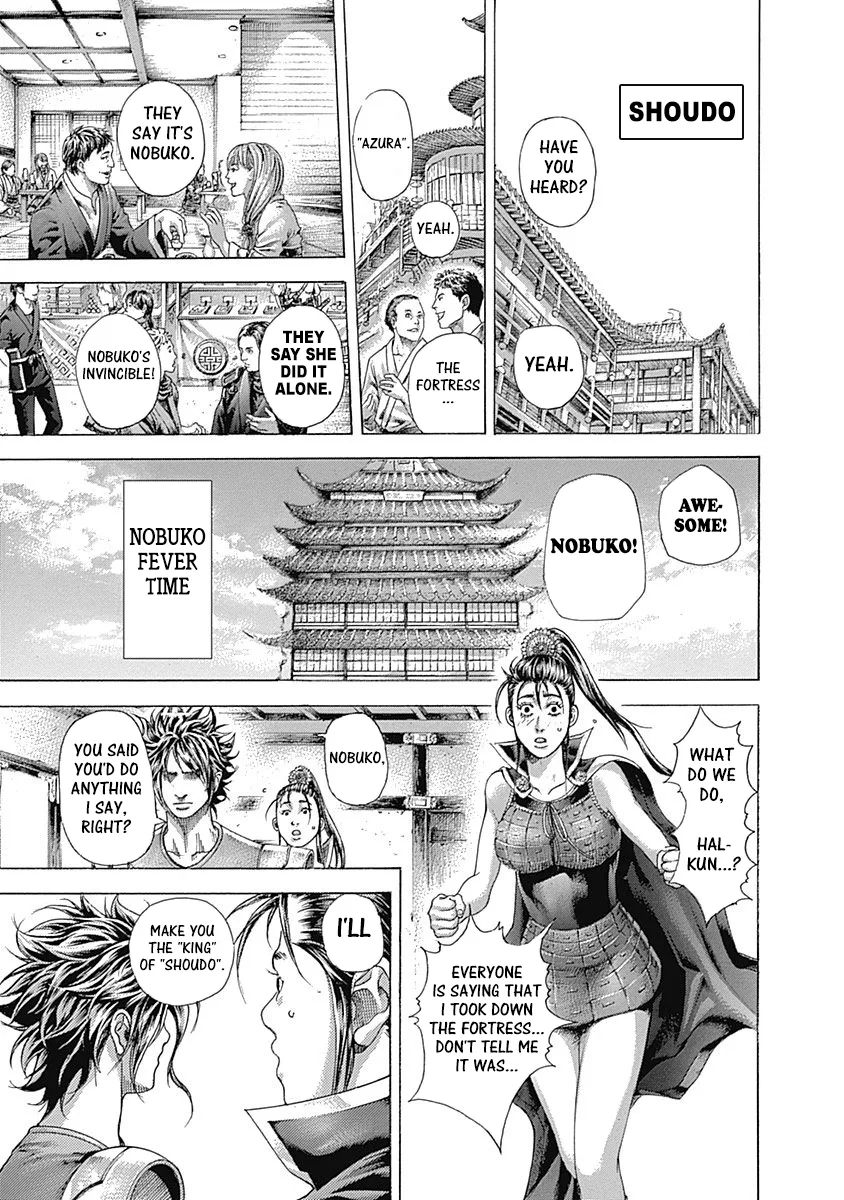 SHOUDO
HAVE
YOU
HEARD?
YEAH.
"AZURA".
YEAH.
THE
FORTRESS
...
THEY
SAY IT'S
NOBUKO.
THEY
SAY SHE
DID IT
ALONE.
NOBUKO'S
INVINCIBLE!
AWE-
SOME!
NOBUKO!
NOBUKO
FEVER
TIME
WHAT
DO WE
DO,
HAL-
KUN...?
EVERYONE
IS SAYING THAT
I TOOK DOWN
THE FORTRESS...
DON'T TELL ME
IT WAS...
NOBUKO,
YOU SAID
YOU'D DO
ANYTHING
I SAY,
RIGHT?
I'LL
MAKE YOU
THE "KING"
OF "SHOUDO".